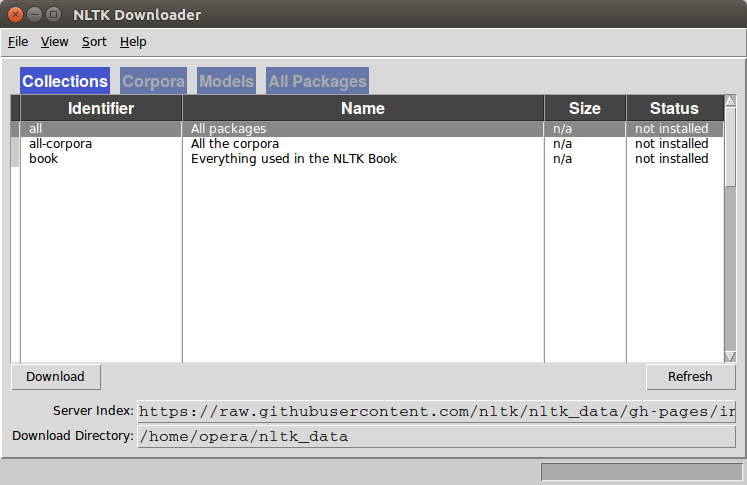 NLTK Downloader
File View Sort Help
Collections Corpora Models All Packages
Identifier Name Size Status
all All packages n/a not installed
all-corpora All the corpora n/a not installed
book Everything used in the NLTK Book n/a not installed
Download Refresh
Server Index: https://raw.githubusercontent.com/nltk/nltk_data/gh-pages/in
Download Directory: /home/opera/nltk_data